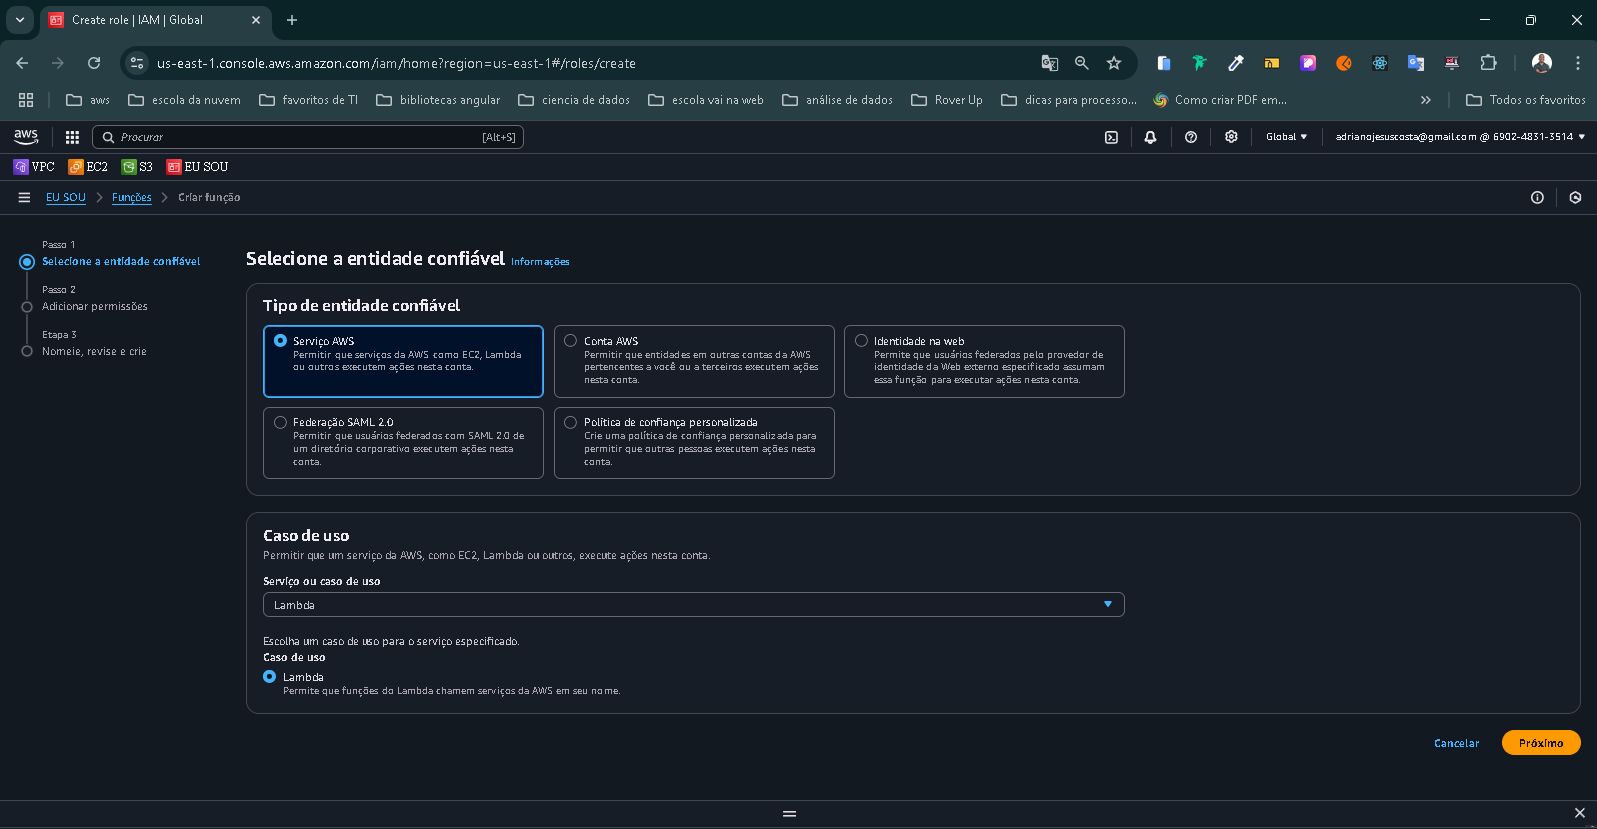 Create role | IAM | Global
us-east-1.console.aws.amazon.com/iam/home?region=us-east-1#/roles/create
aws
escola da nuvem
favoritos de TI
bibliotecas angular
ciencia de dados
escola vai na web
análise de dados
Rover Up
dicas para processo...
Como criar PDF em...
Todos os favoritos
aws
Procurar
[Alt+S]
Global
adrianojesuscosta@gmail.com @ 6902-4831-3514
VPC
EC2
S3
EU SOU
EU SOU
Funções
Criar função
Passo 1
Selecione a entidade confiável
Passo 2
Adicionar permissões
Etapa 3
Nomeie, revise e crie
Selecione a entidade confiável Informações
Tipo de entidade confiável
Serviço AWS
Permitir que serviços da AWS como EC2, Lambda
ou outros executem ações nesta conta.
Conta AWS
Permitir que entidades em outras contas da AWS
pertencentes a você ou a terceiros executem ações
nesta conta.
Identidade na web
Permite que usuários federados pelo provedor de
identidade da Web externo especificado assumam
essa função para executar ações nesta conta.
Federação SAML 2.0
Permitir que usuários federados com SAML 2.0 de
um diretório corporativo executem ações nesta
conta.
Política de confiança personalizada
Crie uma política de confiança personalizada para
permitir que outras pessoas executem ações nesta
conta.
Caso de uso
Permitir que um serviço da AWS, como EC2, Lambda ou outros, execute ações nesta conta.
Serviço ou caso de uso
Lambda
Escolha um caso de uso para o serviço especificado.
Caso de uso
Lambda
Permite que funções do Lambda chamem serviços da AWS em seu nome.
Cancelar
Próximo